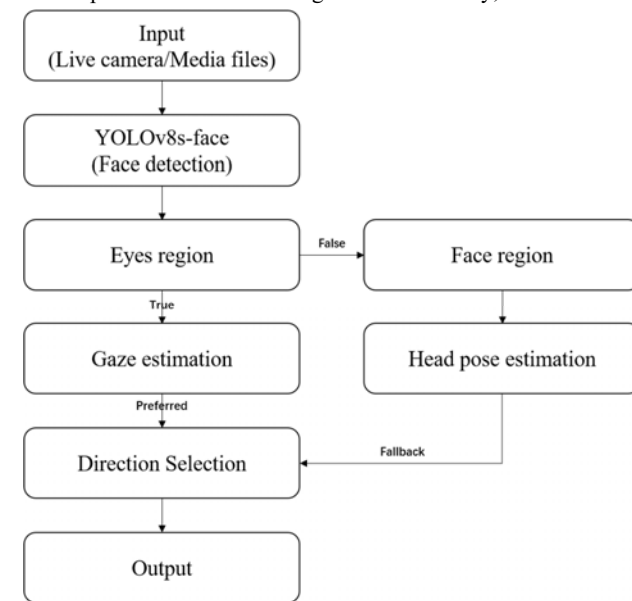 Input
(Live camera/Media files)
YOLOv8s-face
(Face detection)
Eyes region
False
Face region
True
Gaze estimation
Head pose estimation
Preferred
Direction Selection
Fallback
Output